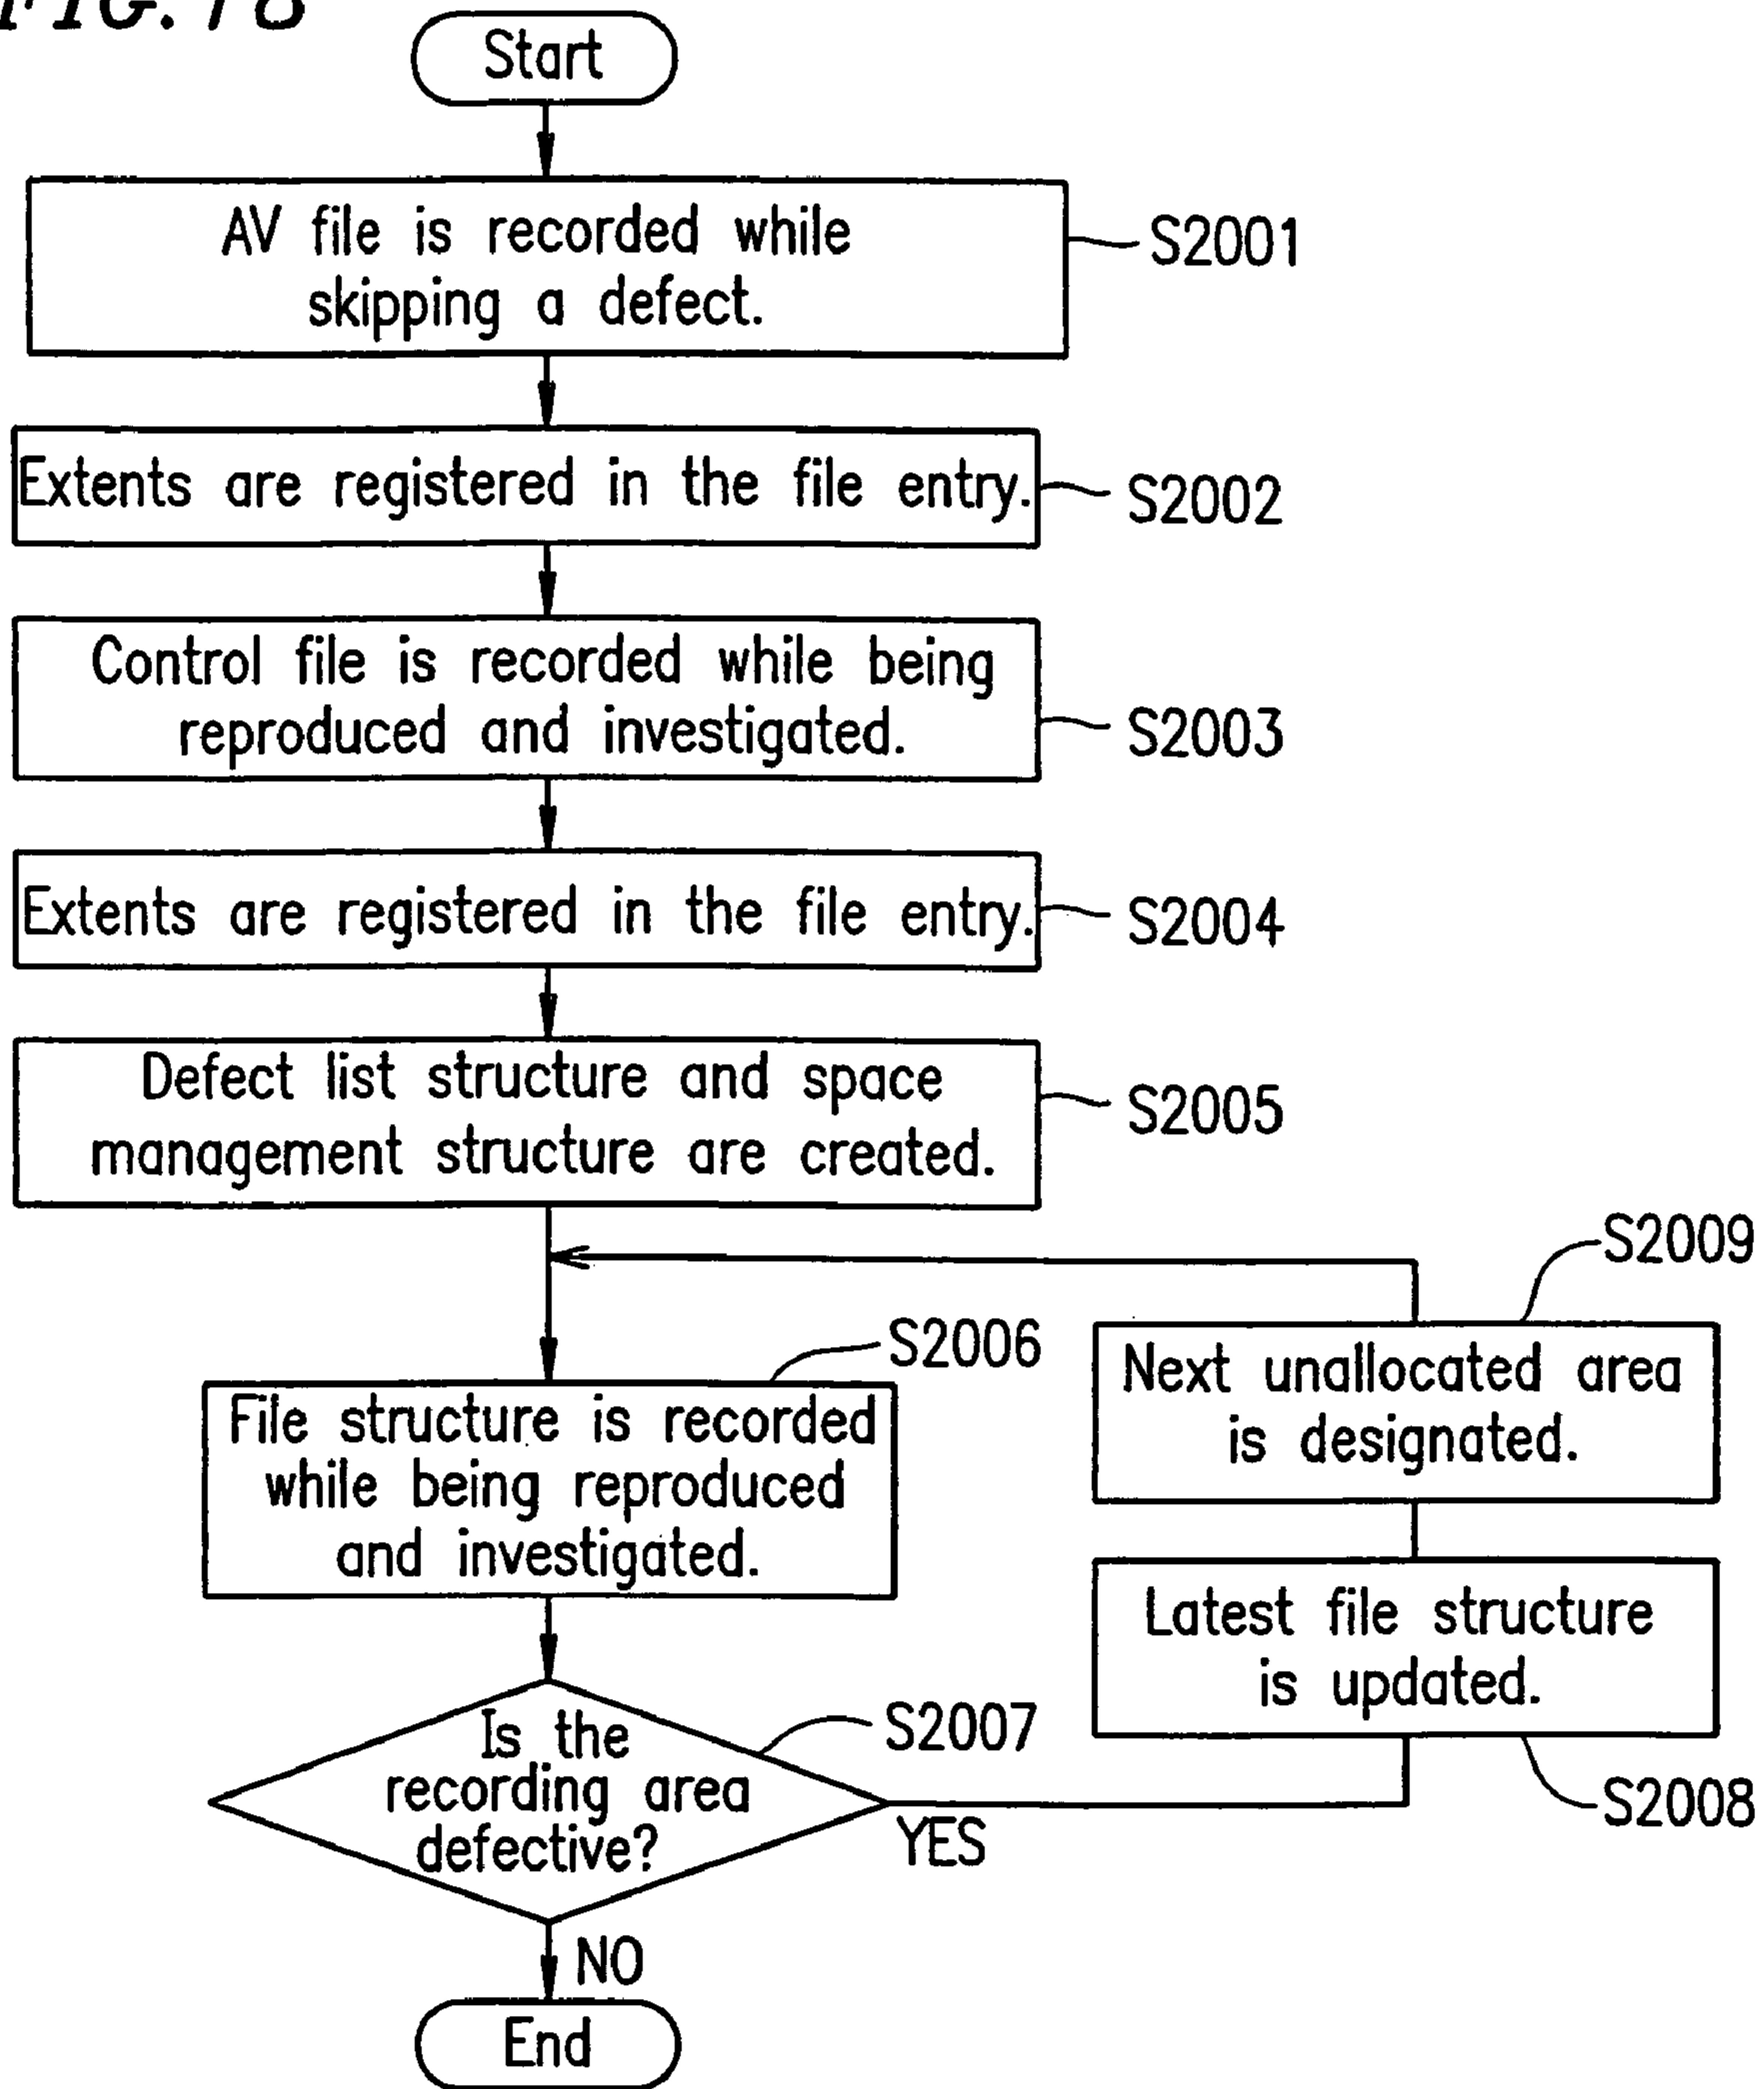 FIG. 18
Start
AV file is recorded while
skipping a defect.
S2001
Extents are registered in the file entry.
S2002
Control file is recorded while being
reproduced and investigated.
S2003
Extents are registered in the file entry.
S2004
Defect list structure and space
management structure are created.
S2005
S2009
Next unallocated area
is designated.
S2006
File structure is recorded
while being reproduced
and investigated.
Latest file structure
is updated.
S2008
Is the
recording area
defective?
S2007
YES
NO
End